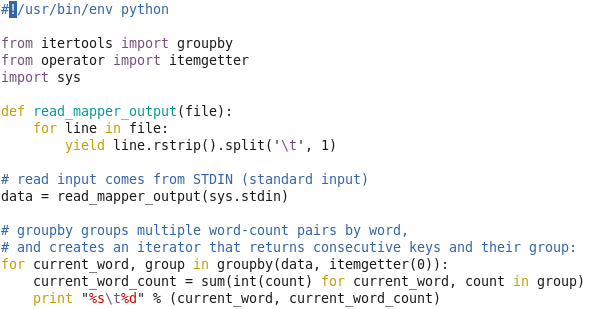 #!/usr/bin/env python

from itertools import groupby
from operator import itemgetter
import sys

def read_mapper_output(file):
    for line in file:
        yield line.rstrip().split('\t', 1)

# read input comes from STDIN (standard input)
data = read_mapper_output(sys.stdin)

# groupby groups multiple word-count pairs by word,
# and creates an iterator that returns consecutive keys and their group:
for current_word, group in groupby(data, itemgetter(0)):
    current_word_count = sum(int(count) for current_word, count in group)
    print "%s\t%d" % (current_word, current_word_count)